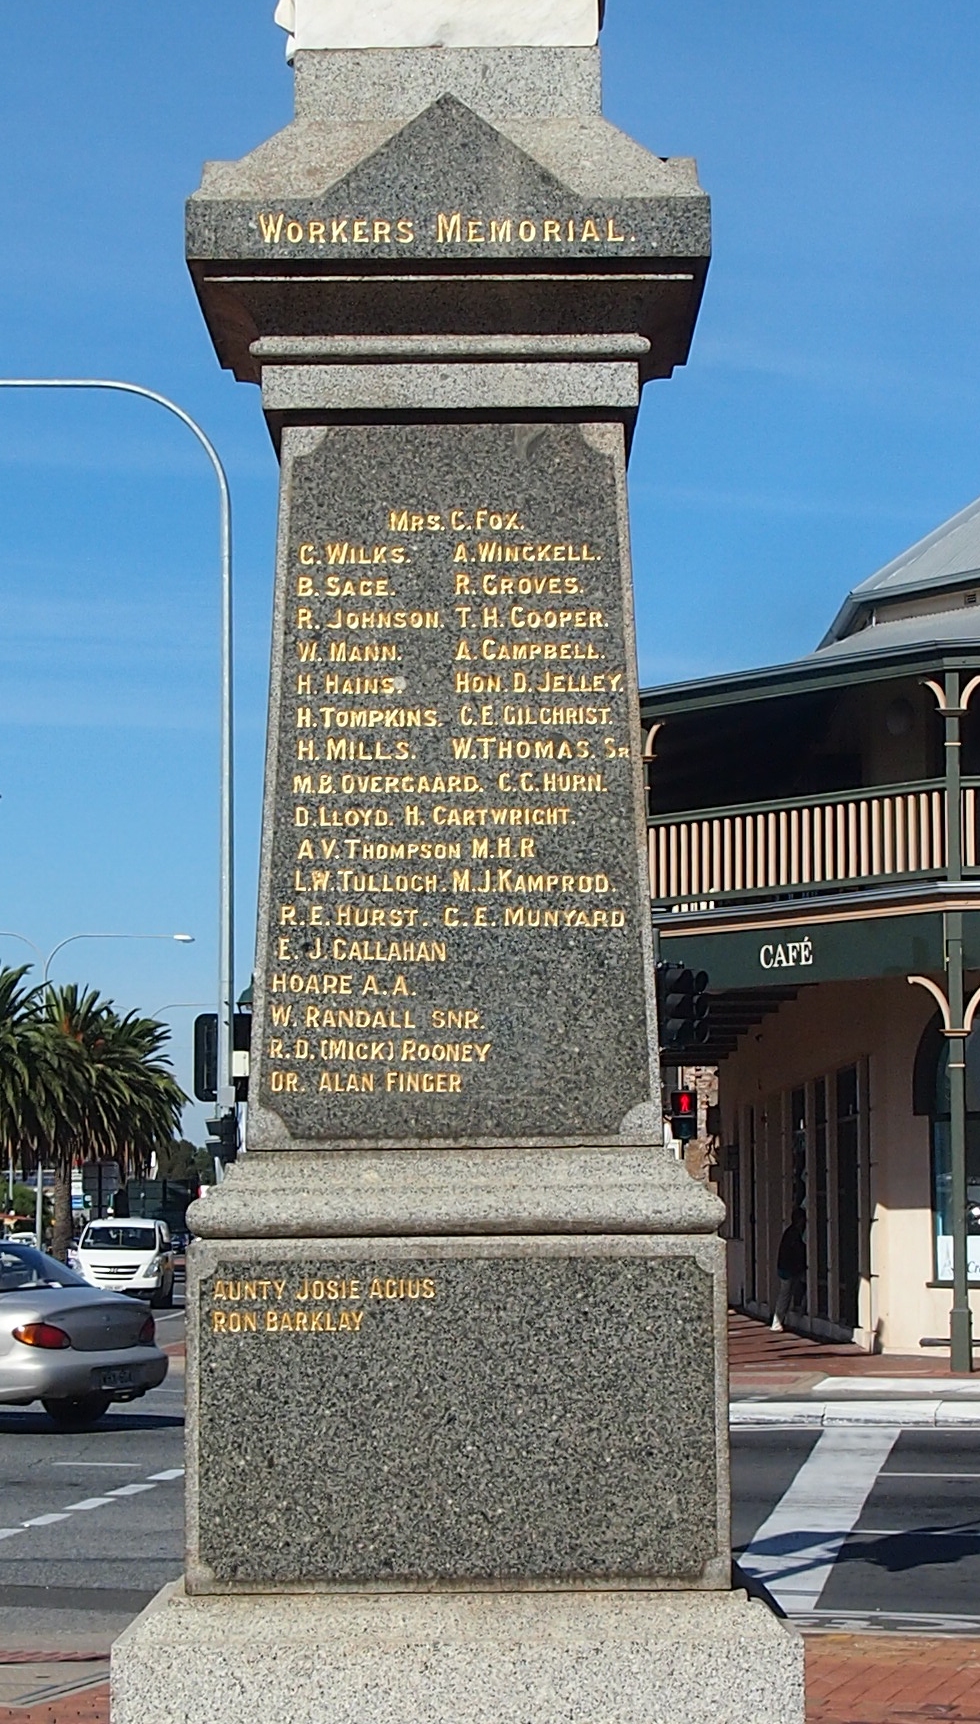 WORKERS MEMORIAL.
MRS. C. FOX.
C. WILKS. A. WINCKELL.
B. SAGE. R. GROVES.
R. JOHNSON. T. H. COOPER.
W. MANN. A. CAMPBELL.
H. HAINS. HON. D. JELLEY.
H. TOMPKINS. C. E. GILCHRIST.
H. MILLS. W. THOMAS. SR
M. B. OVERGAARD. C. C. HURN.
D. LLOYD. H. CARTWRIGHT.
A V. THOMPSON M.H.R
L.W. TULLOCH. M. J. KAMPROD.
R. E. HURST. C. E. MUNYARD
E. J. CALLAHAN
HOARE A. A.
W. RANDALL SNR.
R. D. (MICK) ROONEY
DR. ALAN FINGER
AUNTY JOSIE AGIUS
RON BARKLAY
CAFÉ